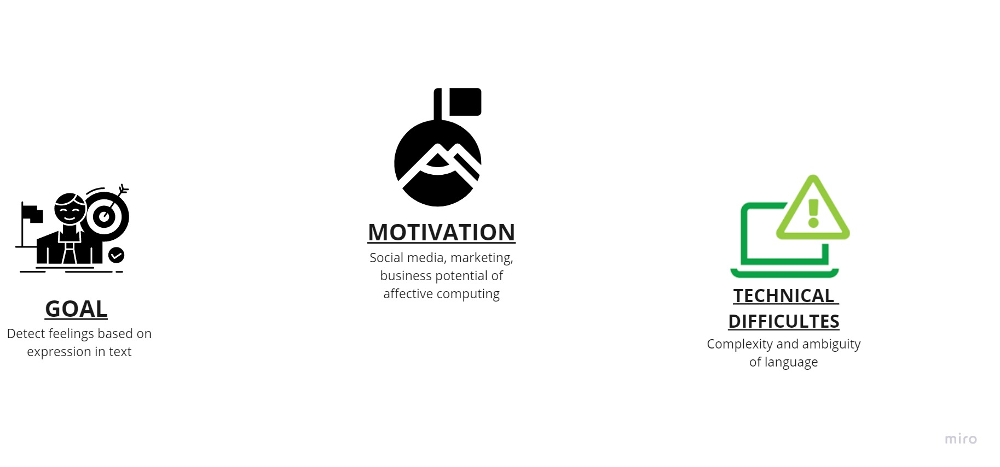 GOAL
Detect feelings based on
expression in text
MOTIVATION
Social media, marketing,
business potential of
affective computing
TECHNICAL
DIFFICULTES
Complexity and ambiguity
of language
miro